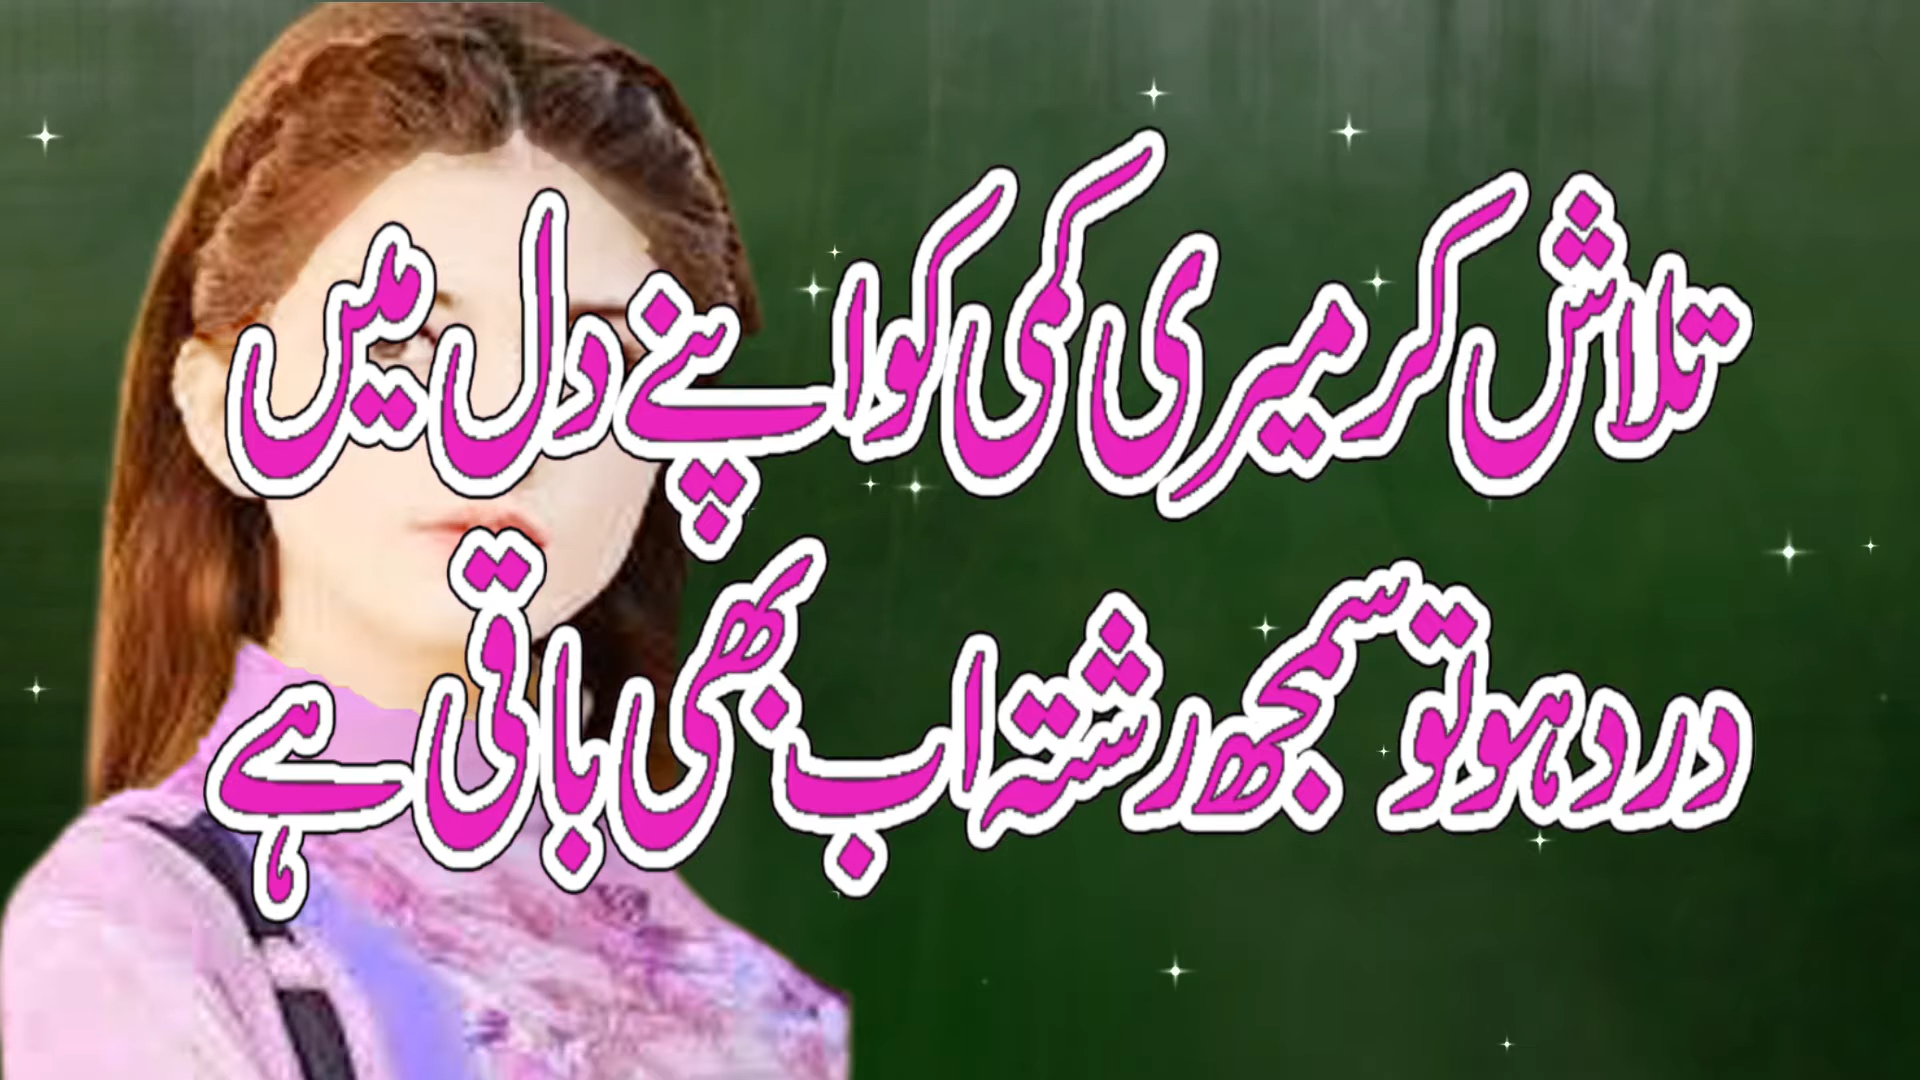 تلاش کر میری کمی کو اپنے دل میں
درد ہو تو سمجھ رشتہ اب بھی باقی ہے